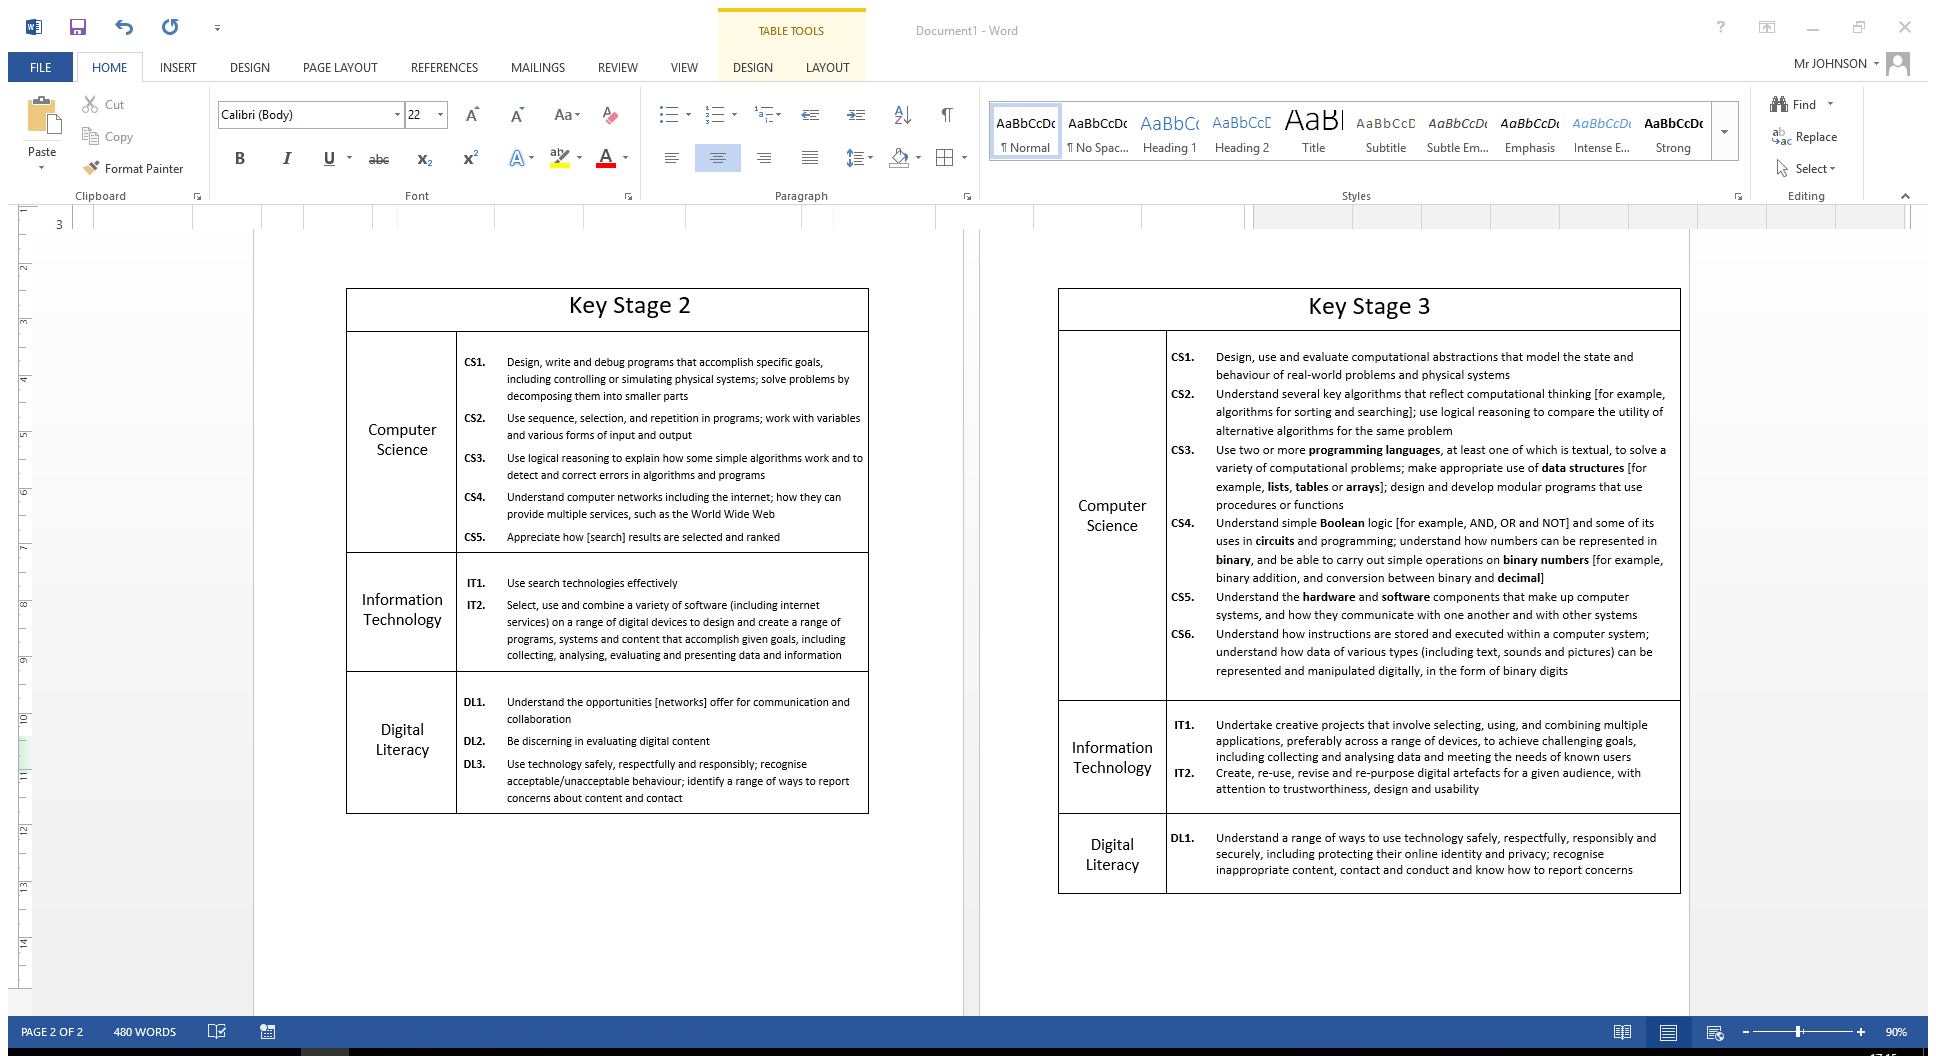 TABLE TOOLS
Document1 - Word
?
FILE HOME INSERT DESIGN PAGE LAYOUT REFERENCES MAILINGS REVIEW VIEW DESIGN LAYOUT
Mr JOHNSON
Paste
Cut
Copy
Format Painter
Clipboard
Calibri (Body) 22
Font
Paragraph
AaBbCcDc AaBbCcDc AaBbCc AaBbCcD AaBl AaBbCcD AaBbCcDc AaBbCcDc AaBbCcDc AaBbCcDc
¶ Normal ¶ No Spac... Heading 1 Heading 2 Title Subtitle Subtle Em... Emphasis Intense E... Strong
Styles
Find
Replace
Select
Editing
3
Key Stage 2
Computer
Science
CS1. Design, write and debug programs that accomplish specific goals,
including controlling or simulating physical systems; solve problems by
decomposing them into smaller parts
CS2. Use sequence, selection, and repetition in programs; work with variables
and various forms of input and output
CS3. Use logical reasoning to explain how some simple algorithms work and to
detect and correct errors in algorithms and programs
CS4. Understand computer networks including the internet; how they can
provide multiple services, such as the World Wide Web
CS5. Appreciate how [search] results are selected and ranked
Information
Technology
IT1. Use search technologies effectively
IT2. Select, use and combine a variety of software (including internet
services) on a range of digital devices to design and create a range of
programs, systems and content that accomplish given goals, including
collecting, analysing, evaluating and presenting data and information
Digital
Literacy
DL1. Understand the opportunities [networks] offer for communication and
collaboration
DL2. Be discerning in evaluating digital content
DL3. Use technology safely, respectfully and responsibly; recognise
acceptable/unacceptable behaviour; identify a range of ways to report
concerns about content and contact
Key Stage 3
Computer
Science
CS1. Design, use and evaluate computational abstractions that model the state and
behaviour of real-world problems and physical systems
CS2. Understand several key algorithms that reflect computational thinking [for example,
algorithms for sorting and searching]; use logical reasoning to compare the utility of
alternative algorithms for the same problem
CS3. Use two or more programming languages, at least one of which is textual, to solve a
variety of computational problems; make appropriate use of data structures [for
example, lists, tables or arrays]; design and develop modular programs that use
procedures or functions
CS4. Understand simple Boolean logic [for example, AND, OR and NOT] and some of its
uses in circuits and programming; understand how numbers can be represented in
binary, and be able to carry out simple operations on binary numbers [for example,
binary addition, and conversion between binary and decimal]
CS5. Understand the hardware and software components that make up computer
systems, and how they communicate with one another and with other systems
CS6. Understand how instructions are stored and executed within a computer system;
understand how data of various types (including text, sounds and pictures) can be
represented and manipulated digitally, in the form of binary digits
Information
Technology
IT1. Undertake creative projects that involve selecting, using, and combining multiple
applications, preferably across a range of devices, to achieve challenging goals,
including collecting and analysing data and meeting the needs of known users
IT2. Create, re-use, revise and re-purpose digital artefacts for a given audience, with
attention to trustworthiness, design and usability
Digital
Literacy
DL1. Understand a range of ways to use technology safely, respectfully, responsibly and
securely, including protecting their online identity and privacy; recognise
inappropriate content, contact and conduct and know how to report concerns
PAGE 2 OF 2 480 WORDS
90%